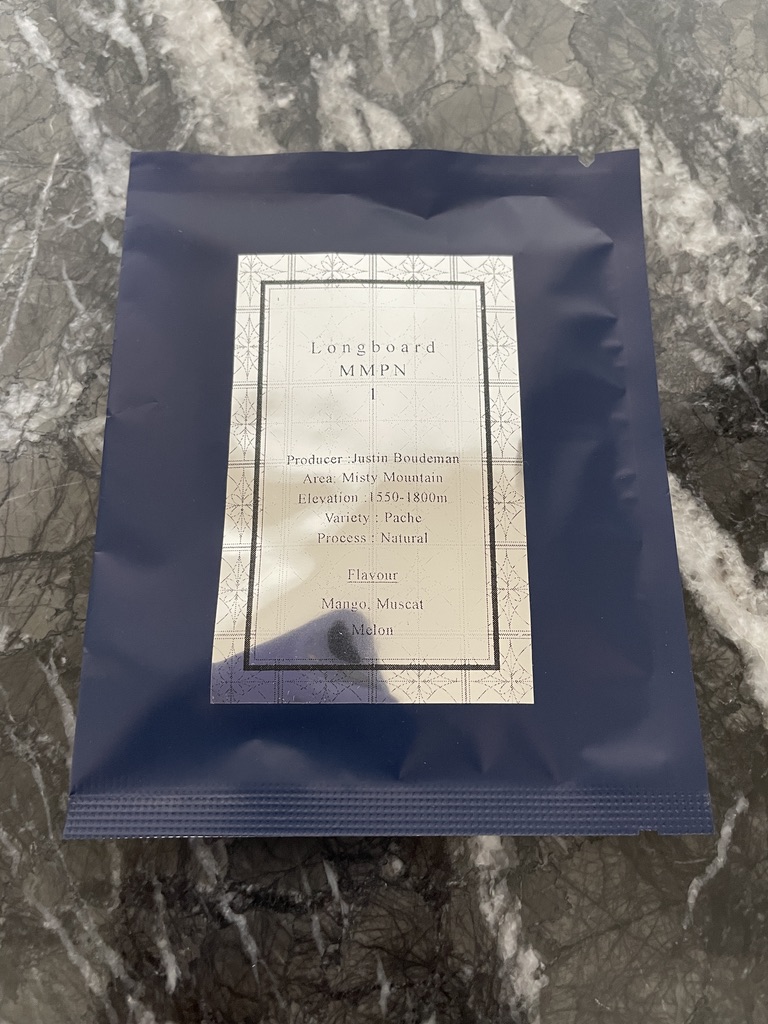 Longboard
MMPN
1
Producer :Justin Boudeman
Area: Misty Mountain
Elevation :1550-1800m
Variety : Pache
Process : Natural
Flavour
Mango, Muscat
Melon